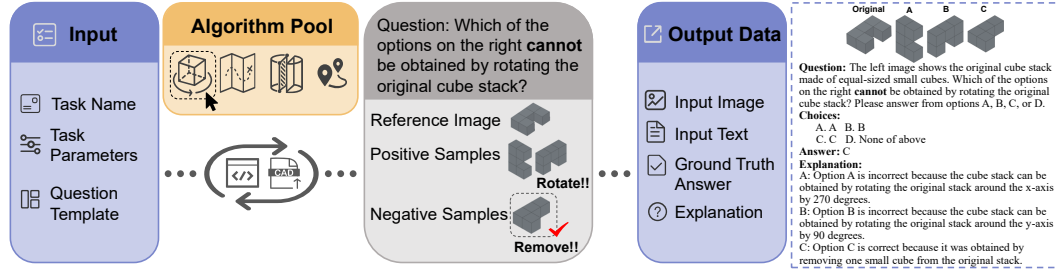 Input
Task Name
Task
Parameters
Question
Template
Algorithm Pool
</>
CAD
Question: Which of the
options on the right cannot
be obtained by rotating the
original cube stack?
Reference Image
Positive Samples
Rotate!!
Negative Samples
Remove!!
Output Data
Input Image
Input Text
Ground Truth
Answer
Explanation
Original A B C
Question: The left image shows the original cube stack
made of equal-sized small cubes. Which of the options
on the right cannot be obtained by rotating the original
cube stack? Please answer from options A, B, C, or D.
Choices:
A. A B. B
C. C D. None of above
Answer: C
Explanation:
A: Option A is incorrect because the cube stack can be
obtained by rotating the original stack around the x-axis
by 270 degrees.
B: Option B is incorrect because the cube stack can be
obtained by rotating the original stack around the y-axis
by 90 degrees.
C: Option C is correct because it was obtained by
removing one small cube from the original stack.